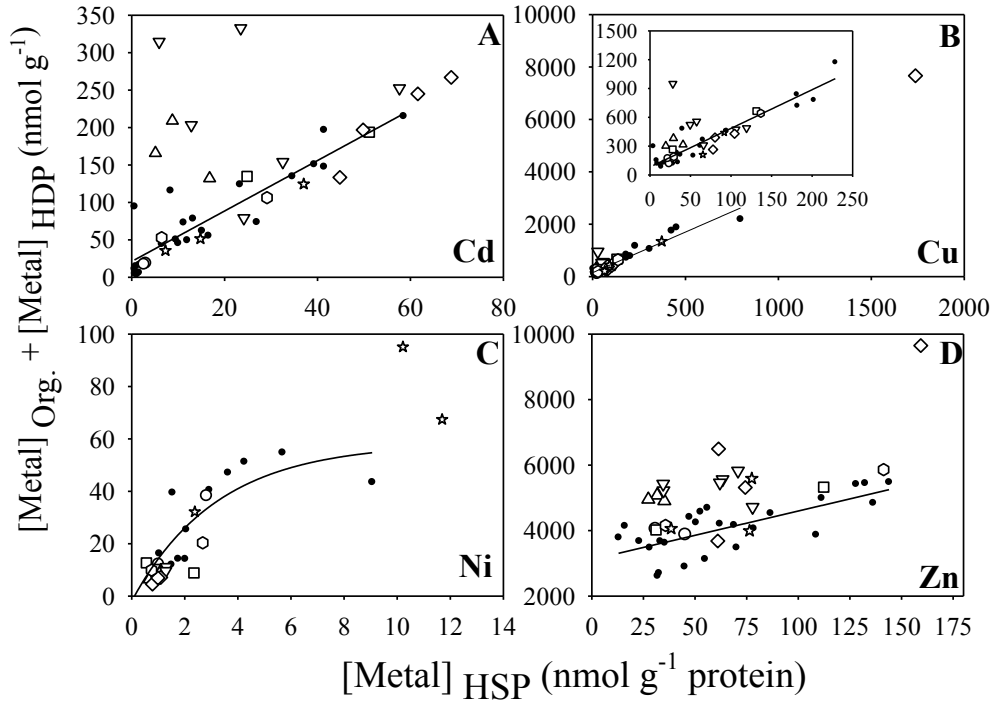 [Metal] Org. + [Metal] HDP (nmol g-1)
350
300
250
200
150
100
50
0
0 20 40 60 80
A
Cd
10000
8000
6000
4000
2000
0
0 500 1000 1500 2000
B
Cu
1500
1200
900
600
300
0
0 50 100 150 200 250
100
80
60
40
20
0
0 2 4 6 8 10 12 14
C
Ni
10000
8000
6000
4000
2000
0 25 50 75 100 125 150 175
D
Zn
[Metal] HSP (nmol g-1 protein)